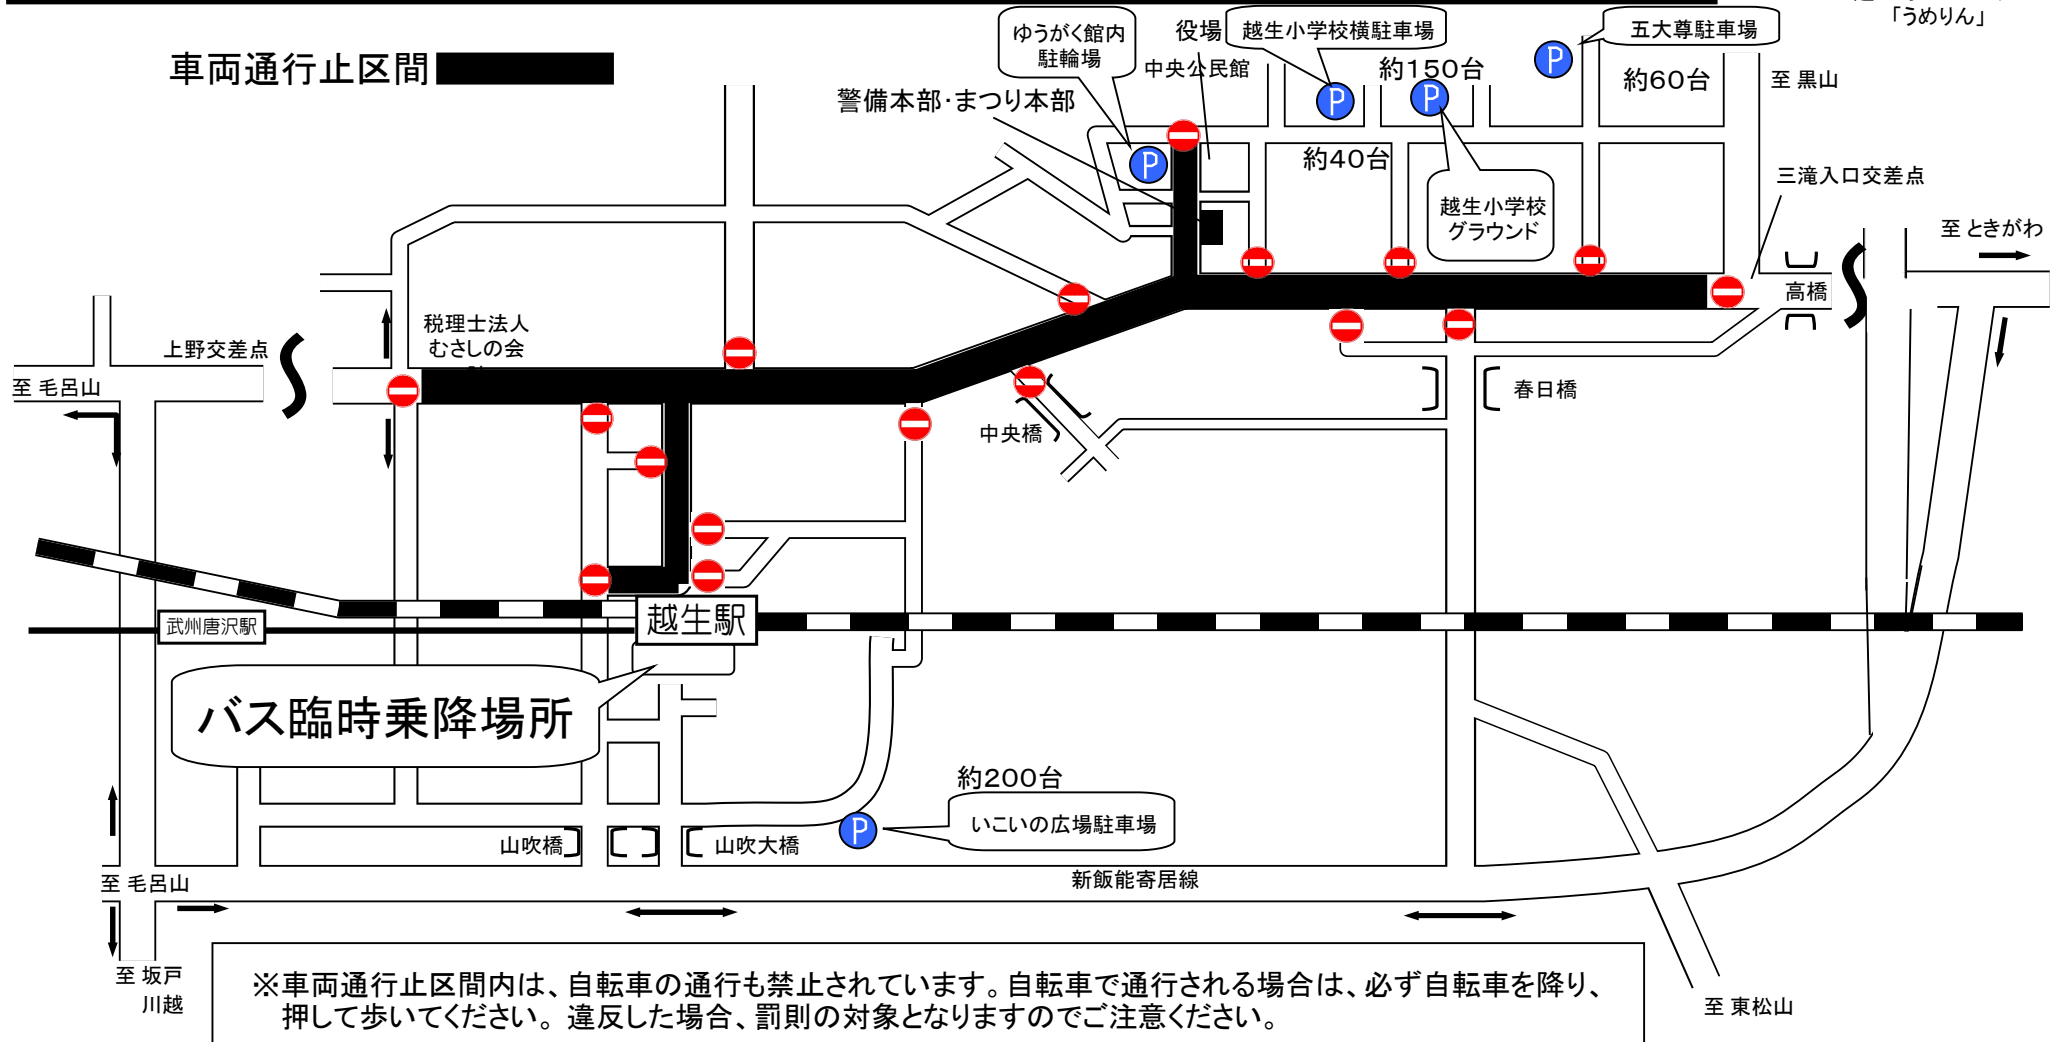 「うめりん」
車両通行止区間
ゆうがく館内
駐輪場
役場
越生小学校横駐車場
五大尊駐車場
中央公民館
約150台
約60台
至 黒山
警備本部・まつり本部
P
P
P
P
約40台
三滝入口交差点
越生小学校
グラウンド
至 ときがわ
高橋
税理士法人
むさしの会
上野交差点
至 毛呂山
春日橋
中央橋
武州唐沢駅
越生駅
バス臨時乗降場所
約200台
いこいの広場駐車場
P
山吹橋
山吹大橋
至 毛呂山
新飯能寄居線
至 坂戸
川越
至 東松山
※車両通行止区間内は、自転車の通行も禁止されています。自転車で通行される場合は、必ず自転車を降り、
押して歩いてください。違反した場合、罰則の対象となりますのでご注意ください。